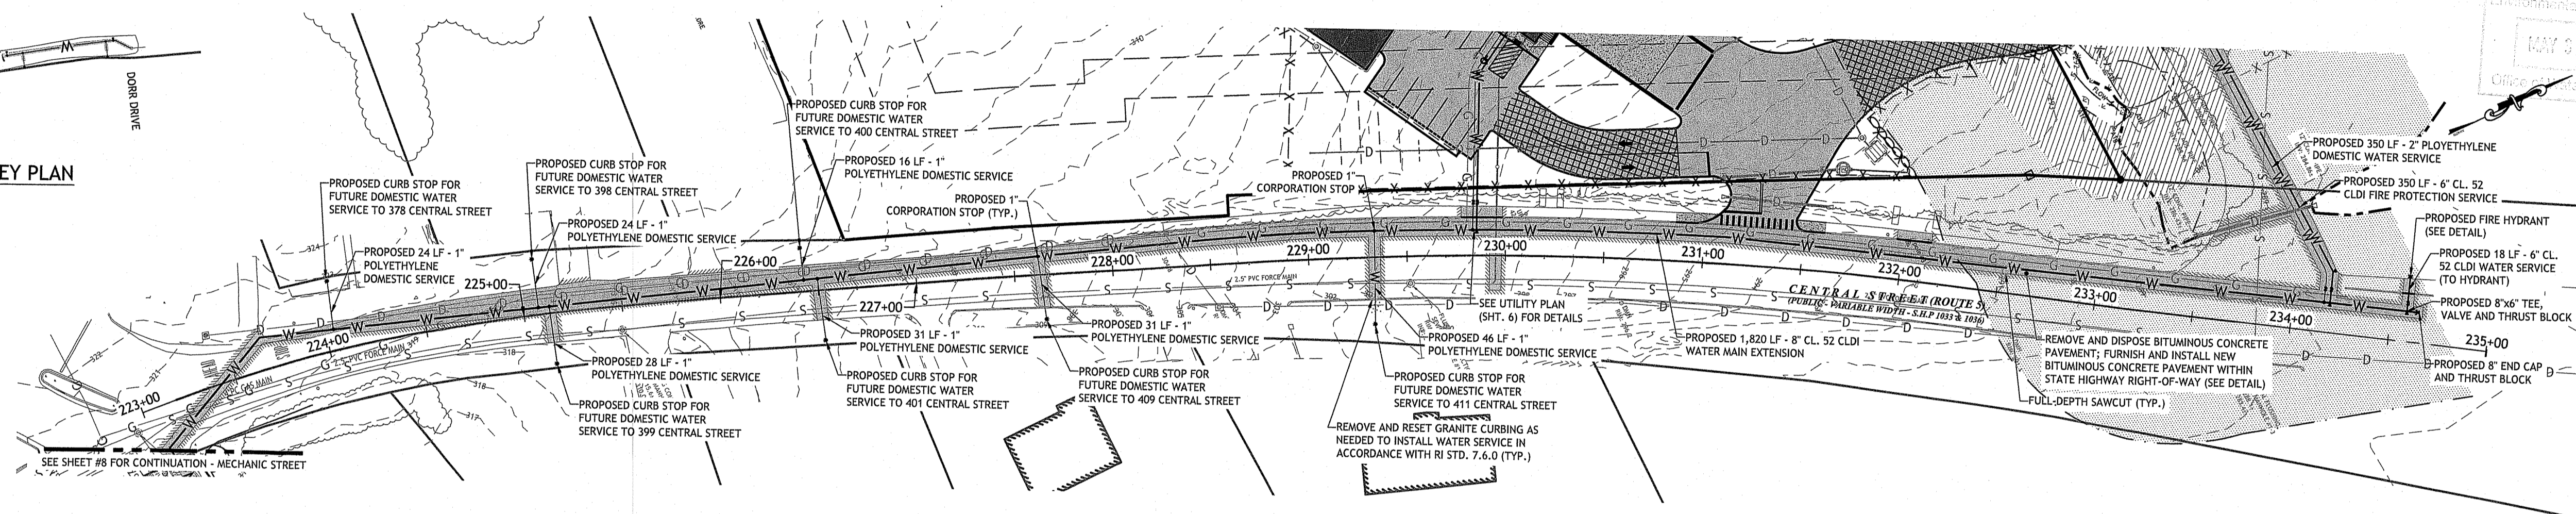 DORR DRIVE
EY PLAN
PROPOSED CURB STOP FOR
FUTURE DOMESTIC WATER
SERVICE TO 378 CENTRAL STREET
PROPOSED 24 LF - 1"
POLYETHYLENE
DOMESTIC SERVICE
PROPOSED CURB STOP FOR
FUTURE DOMESTIC WATER
SERVICE TO 398 CENTRAL STREET
PROPOSED 24 LF - 1"
POLYETHYLENE DOMESTIC SERVICE
PROPOSED CURB STOP FOR
FUTURE DOMESTIC WATER
SERVICE TO 400 CENTRAL STREET
PROPOSED 16 LF - 1"
POLYETHYLENE DOMESTIC SERVICE
PROPOSED 1"
CORPORATION STOP (TYP.)
PROPOSED 1"
CORPORATION STOP
PROPOSED 350 LF - 2" PLOYETHYLENE
DOMESTIC WATER SERVICE
PROPOSED 350 LF - 6" CL. 52
CLDI FIRE PROTECTION SERVICE
PROPOSED FIRE HYDRANT
(SEE DETAIL)
PROPOSED 18 LF - 6" CL.
52 CLDI WATER SERVICE
(TO HYDRANT)
PROPOSED 8"x6" TEE,
VALVE AND THRUST BLOCK
PROPOSED 8" END CAP
AND THRUST BLOCK
223+00
224+00
225+00
226+00
227+00
228+00
229+00
230+00
231+00
232+00
233+00
234+00
235+00
2.5" PVC FORCE MAIN
2.5" PVC FORCE MAIN
CENTRAL STREET (ROUTE 5)
(PUBLIC - VARIABLE WIDTH - S.H.P 1033 & 1036)
SEE UTILITY PLAN
(SHT. 6) FOR DETAILS
PROPOSED 28 LF - 1"
POLYETHYLENE DOMESTIC SERVICE
PROPOSED CURB STOP FOR
FUTURE DOMESTIC WATER
SERVICE TO 399 CENTRAL STREET
PROPOSED 31 LF - 1"
POLYETHYLENE DOMESTIC SERVICE
PROPOSED CURB STOP FOR
FUTURE DOMESTIC WATER
SERVICE TO 401 CENTRAL STREET
PROPOSED 31 LF - 1"
POLYETHYLENE DOMESTIC SERVICE
PROPOSED CURB STOP FOR
FUTURE DOMESTIC WATER
SERVICE TO 409 CENTRAL STREET
PROPOSED 46 LF - 1"
POLYETHYLENE DOMESTIC SERVICE
PROPOSED CURB STOP FOR
FUTURE DOMESTIC WATER
SERVICE TO 411 CENTRAL STREET
REMOVE AND RESET GRANITE CURBING AS
NEEDED TO INSTALL WATER SERVICE IN
ACCORDANCE WITH RI STD. 7.6.0 (TYP.)
PROPOSED 1,820 LF - 8" CL. 52 CLDI
WATER MAIN EXTENSION
REMOVE AND DISPOSE BITUMINOUS CONCRETE
PAVEMENT; FURNISH AND INSTALL NEW
BITUMINOUS CONCRETE PAVEMENT WITHIN
STATE HIGHWAY RIGHT-OF-WAY (SEE DETAIL)
FULL-DEPTH SAWCUT (TYP.)
SEE SHEET #8 FOR CONTINUATION - MECHANIC STREET
MAY 3